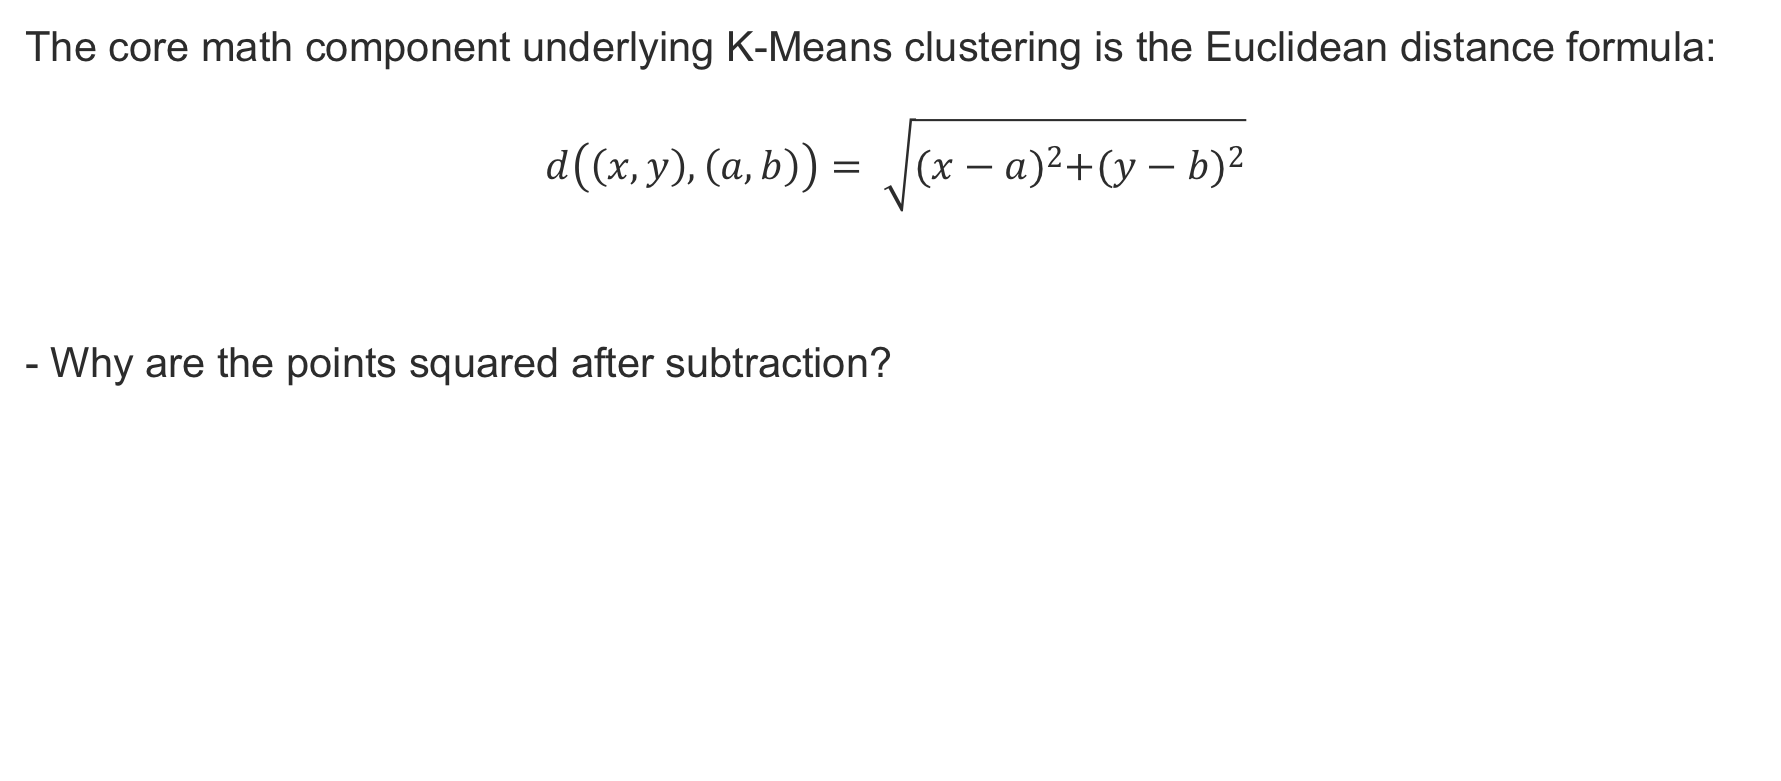 The core math component underlying K-Means clustering is the Euclidean distance formula:
d((x, y), (a, b)) = √(x − a)²+(y − b)²
- Why are the points squared after subtraction?